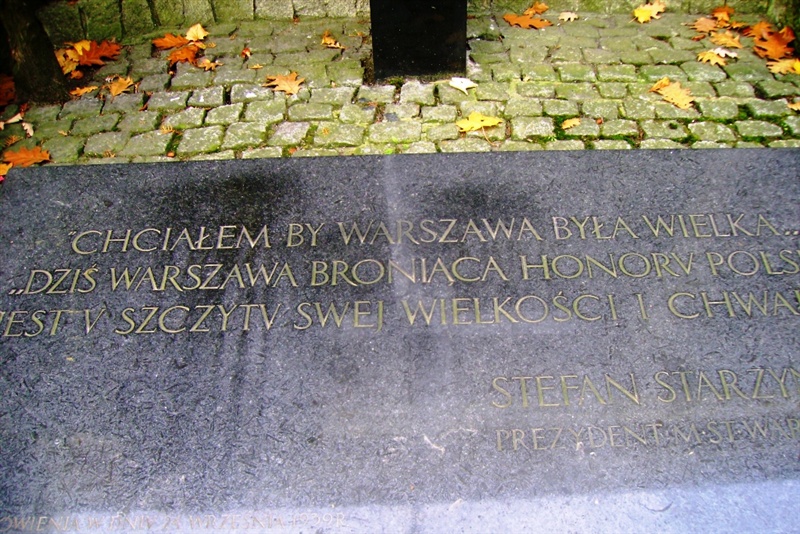 "CHCIAŁEM BY WARSZAWA BYŁA WIELKA...
„DZIŚ WARSZAWA BRONIĄCA HONORV POLS
JEST V SZCZYTV SWEJ WIELKOŚCI I CHWA
STEFAN STARZY
PREZYDENT M·ST·WAR
WRZEŚNIA